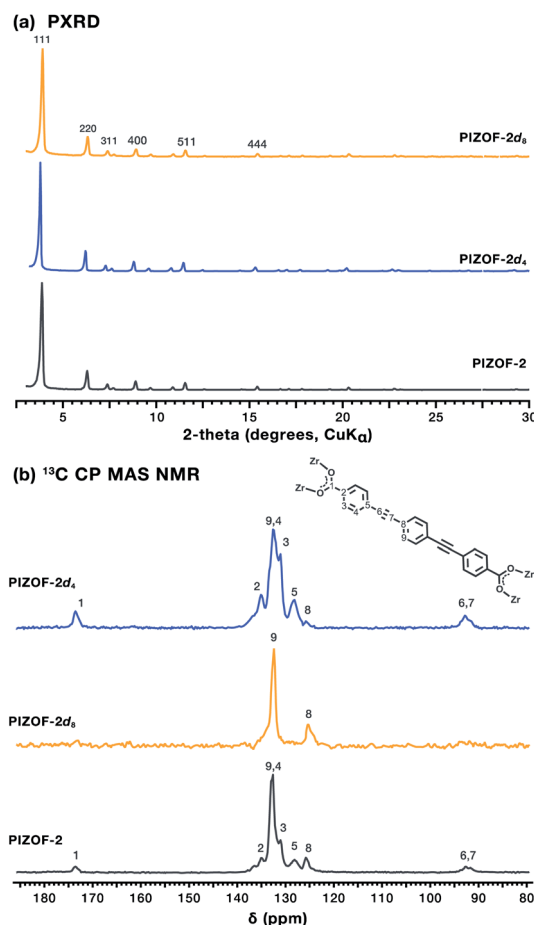 (a) PXRD
111
220
311
400
511
444
PIZOF-2d₈
PIZOF-2d₄
PIZOF-2
5
10
15
20
25
30
2-theta (degrees, CuKα)
(b) ¹³C CP MAS NMR
Zr
O
Zr
O
1
2
3
4
5
6
7
8
9
O
Zr
O
Zr
PIZOF-2d₄
1
2
9,4
3
5
8
6,7
PIZOF-2d₈
9
8
PIZOF-2
1
2
9,4
3
5
8
6,7
180
170
160
150
140
130
120
110
100
90
80
δ (ppm)